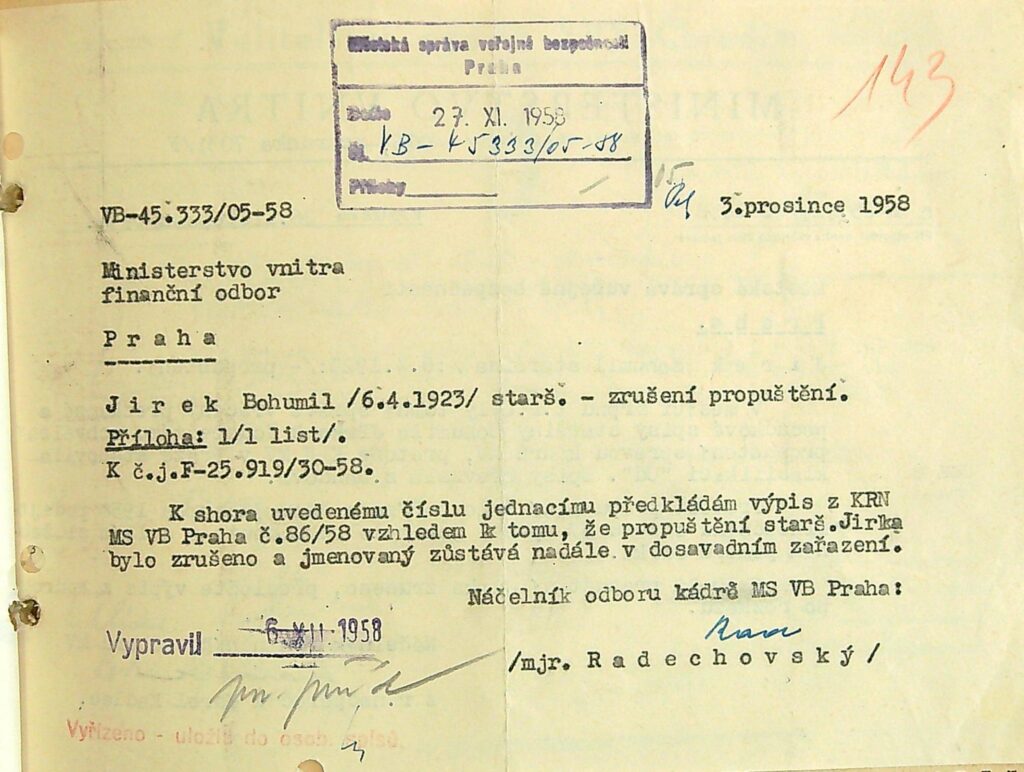 Městská správa veřejné bezpečnosti
Praha
Došlo 27. XI. 1958
Čj. VB-45333/05-58
Přílohy
143
VB-45.333/05-58
3.prosince 1958
Ministerstvo vnitra
finanční odbor
P r a h a
J i r e k Bohumil /6.4.1923/ starš. - zrušení propuštění.
Příloha: 1/1 list/.
K č.j.F-25.919/30-58.
K shora uvedenému číslu jednacímu předkládám výpis z KRN
MS VB Praha č.86/58 vzhledem k tomu, že propuštění starš.Jirka
bylo zrušeno a jmenovaný zůstává nadále v dosavadním zařazení.
Náčelník odboru kádrů MS VB Praha:
Vypravil 6. XII. 1958
/mjr. R a d e c h o v s k ý /
Vyřízeno - uložit do osob. spisů.